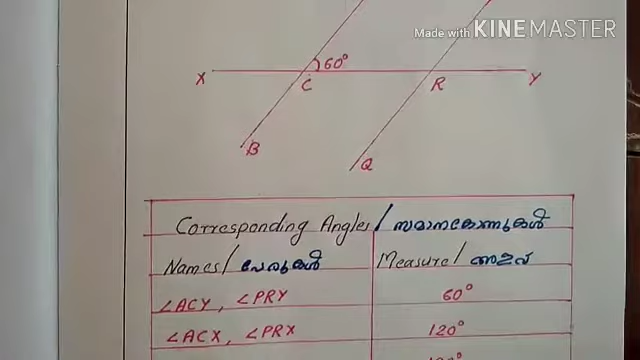 Made with KINEMASTER
60°
X C R Y
B
Q
Corresponding Angles / സമാനകോണുകൾ
Names / പേരുകൾ Measure / അളവ്
∠ACY, ∠PRY 60°
∠ACX, ∠PRX 120°